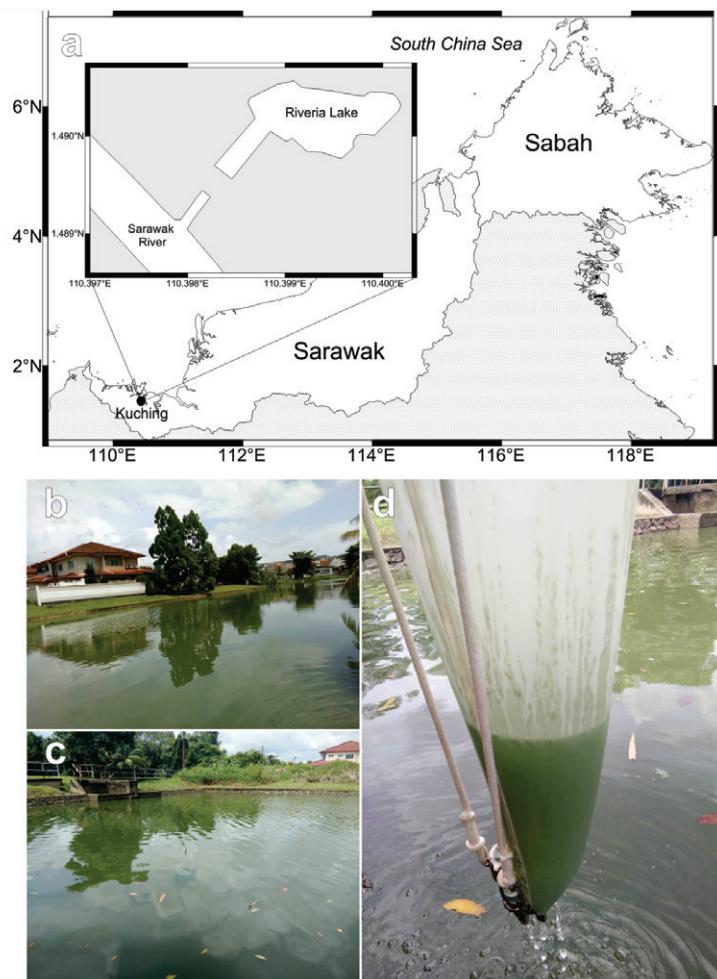 a
South China Sea
6°N
4°N
2°N
110°E
112°E
114°E
116°E
118°E
Sabah
Sarawak
Kuching
Riveria Lake
Sarawak
River
1.490°N
1.489°N
110.397°E
110.398°E
110.399°E
110.400°E
b
c
d